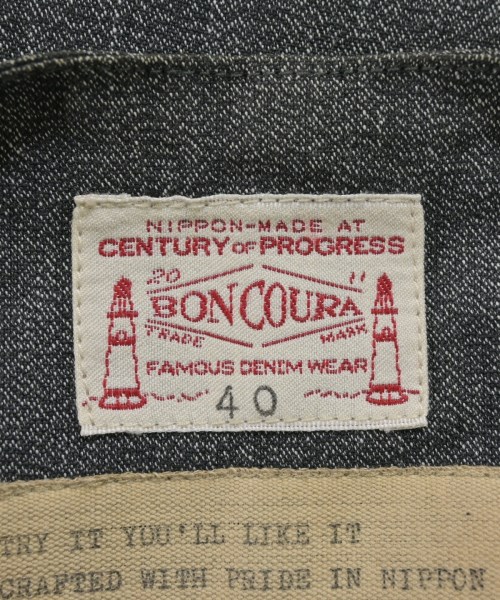 NIPPON-MADE AT
CENTURY OF PROGRESS
20 11
BONCOURA
TRADE MARK
FAMOUS DENIM WEAR
40
TRY IT YOU'LL LIKE IT
CRAFTED WITH PRIDE IN NIPPON